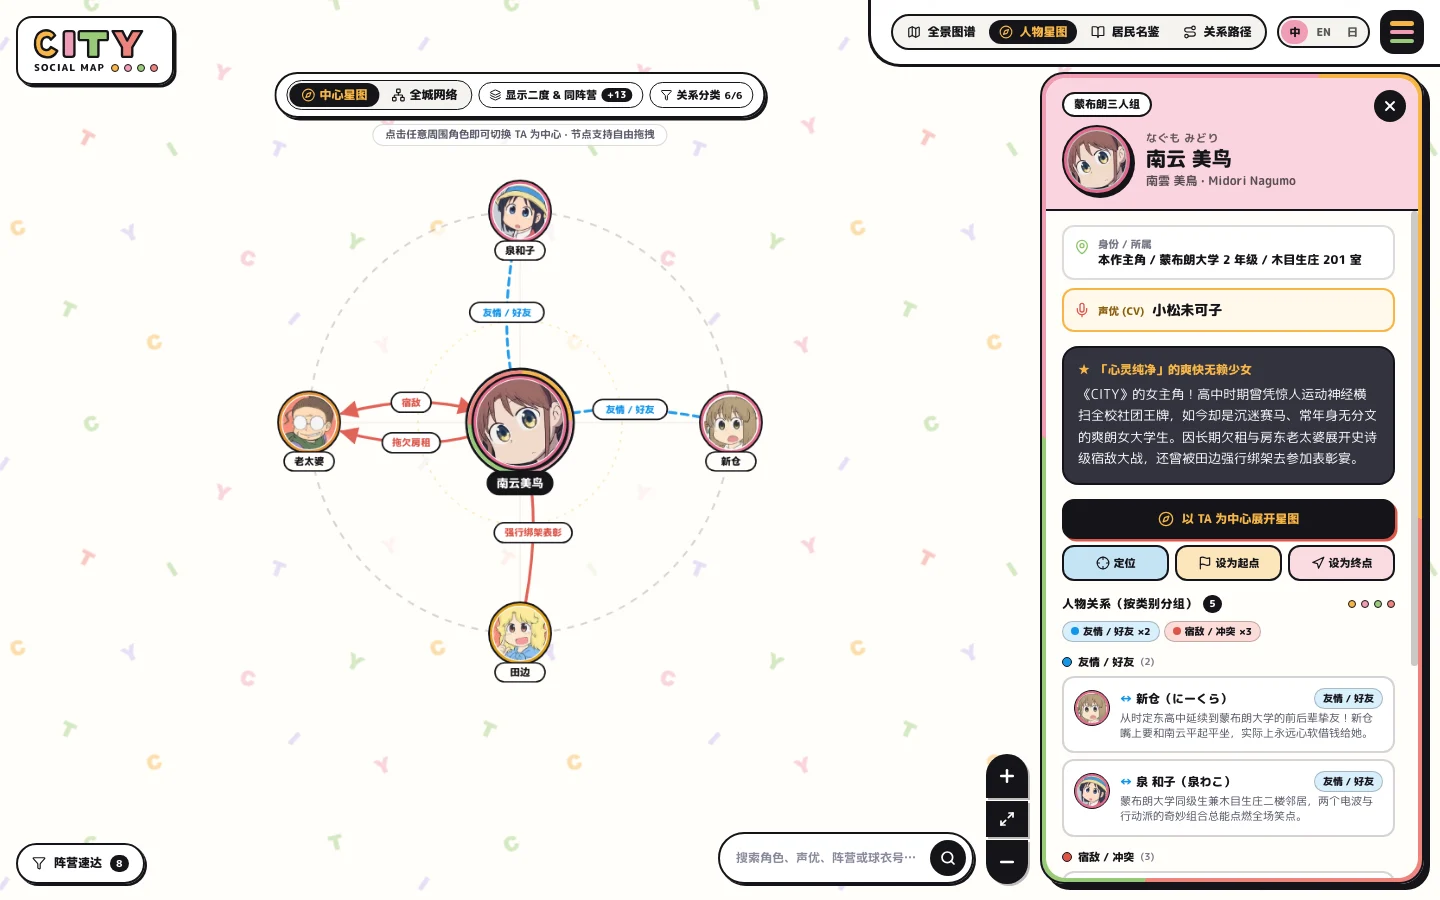 CITY
SOCIAL MAP
全景图谱
人物星图
居民名鉴
关系路径
中 EN 日
中心星图
全城网络
显示二度 & 同阵营 +13
关系分类 6/6
点击任意周围角色即可切换 TA 为中心 · 节点支持自由拖拽
泉和子
友情 / 好友
宿敌
友情 / 好友
拖欠房租
老太婆
新仓
南云美鸟
强行绑架表彰
田边
阵营速达 8
搜索角色、声优、阵营或球衣号…
蒙布朗三人组
なぐも みどり
南云 美鸟
南雲 美鳥 · Midori Nagumo
身份 / 所属
本作主角 / 蒙布朗大学 2 年级 / 木目生庄 201 室
声优 (CV) 小松未可子
★ 「心灵纯净」的爽快无赖少女
《CITY》的女主角！高中时期曾凭惊人运动神经横
扫全校社团王牌，如今却是沉迷赛马、常年身无分文
的爽朗女大学生。因长期欠租与房东老太婆展开史诗
级宿敌大战，还曾被田边强行绑架去参加表彰宴。
以 TA 为中心展开星图
定位
设为起点
设为终点
人物关系（按类别分组） 5
友情 / 好友 ×2
宿敌 / 冲突 ×3
友情 / 好友 (2)
↔ 新仓（にーくら） 友情 / 好友
从时定东高中延续到蒙布朗大学的前后辈挚友！新仓
嘴上要和南云平起平坐，实际上永远心软借钱给她。
↔ 泉 和子（泉わこ） 友情 / 好友
蒙布朗大学同级生兼木目生庄二楼邻居，两个电波与
行动派的奇妙组合总能点燃全场笑点。
宿敌 / 冲突 (3)